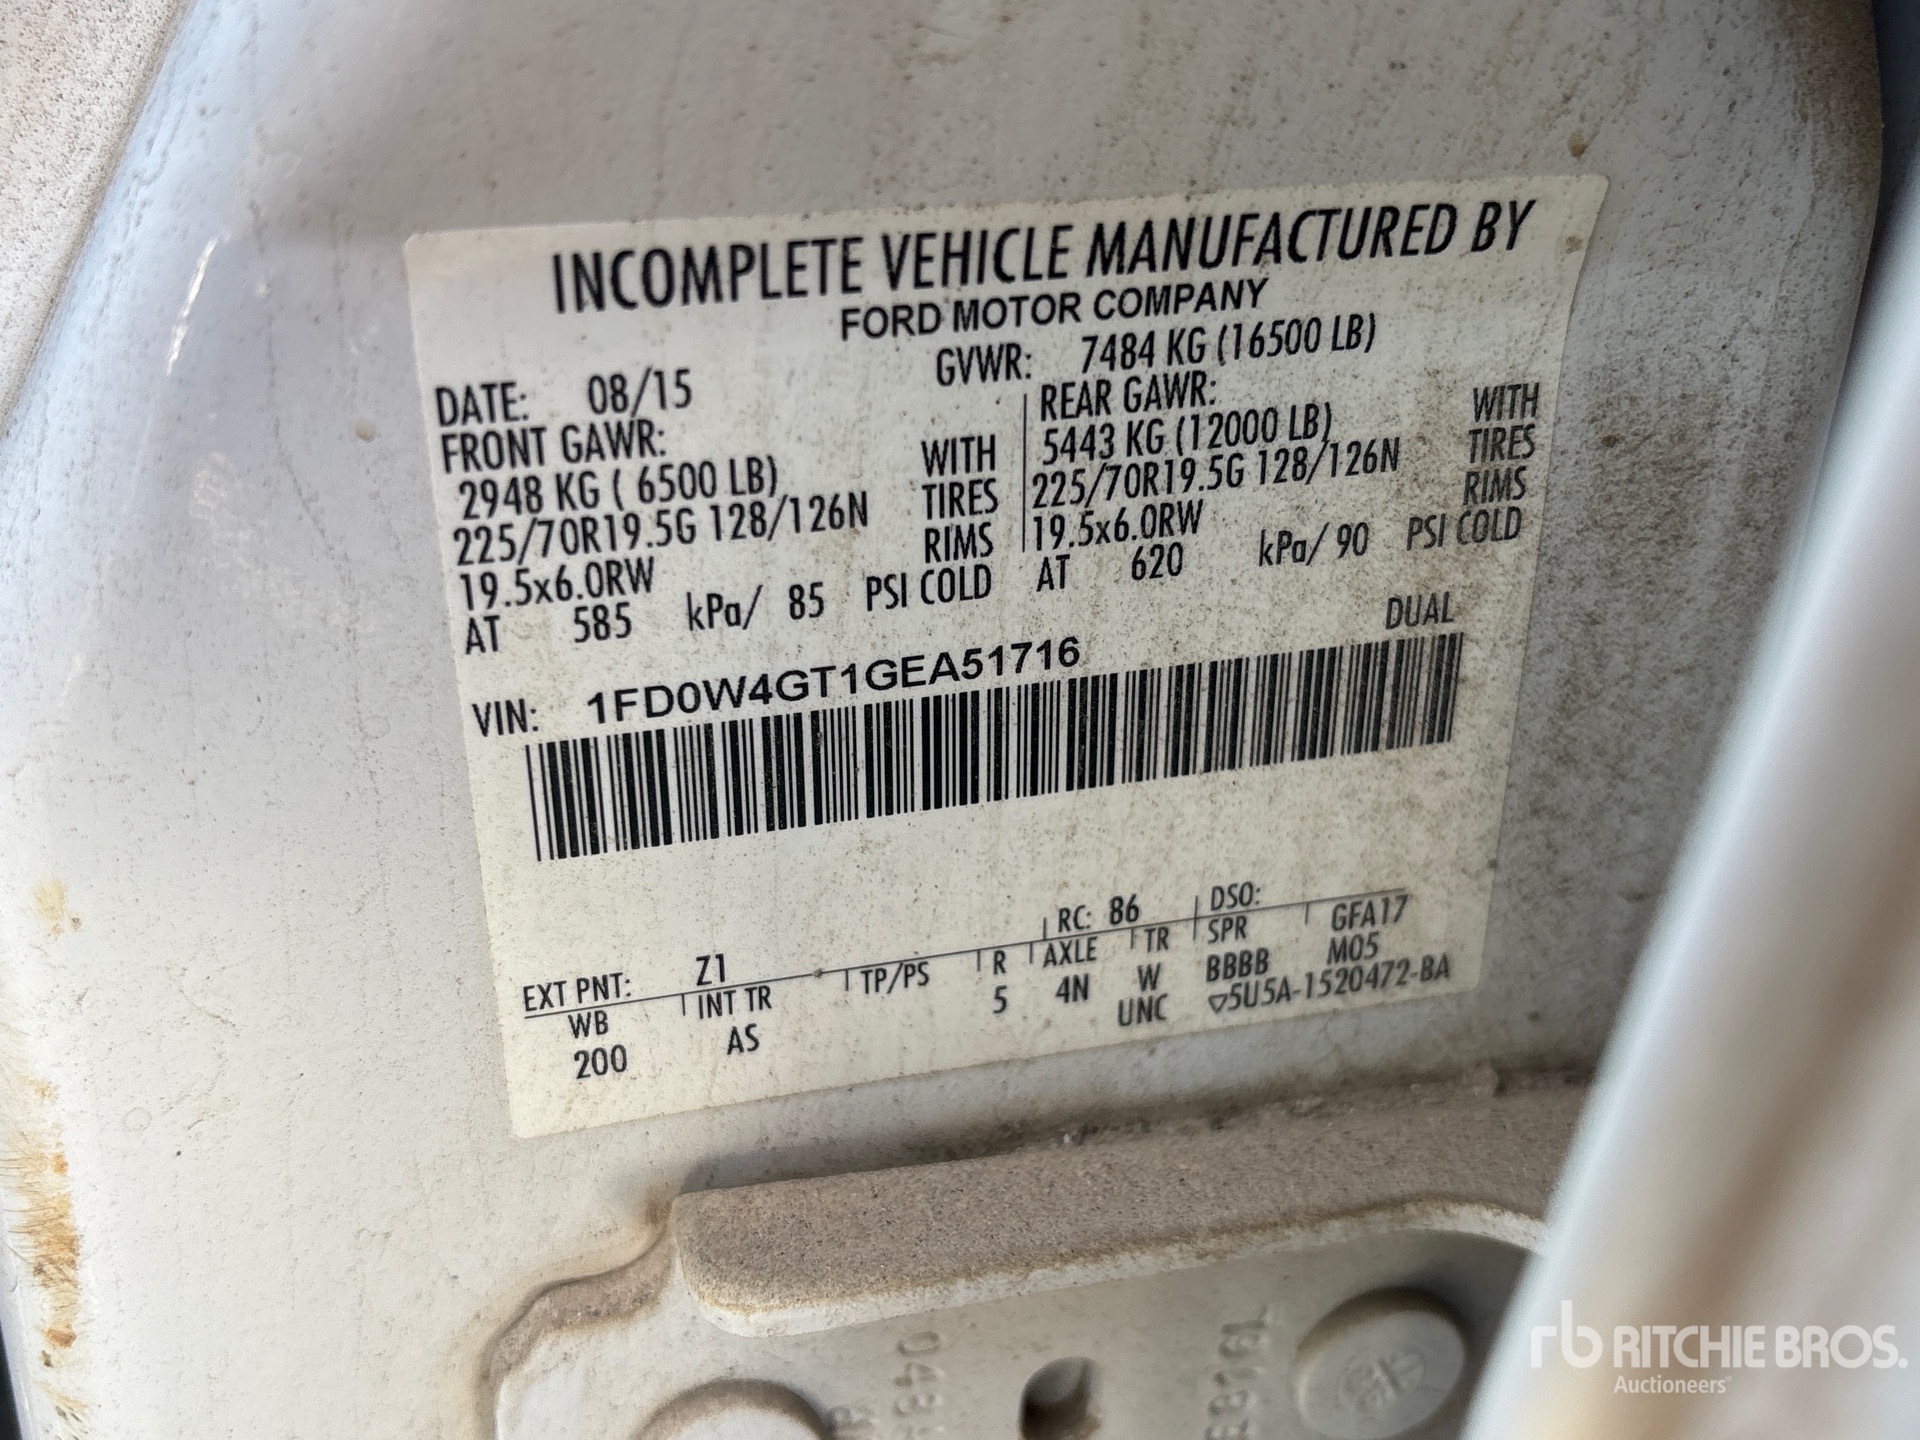 INCOMPLETE VEHICLE MANUFACTURED BY
FORD MOTOR COMPANY
DATE: 08/15 GVWR: 7484 KG (16500 LB)
FRONT GAWR: REAR GAWR:
2948 KG ( 6500 LB) WITH 5443 KG (12000 LB) WITH
225/70R19.5G 128/126N TIRES 225/70R19.5G 128/126N TIRES
19.5x6.0RW RIMS 19.5x6.0RW RIMS
AT 585 kPa/ 85 PSI COLD AT 620 kPa/ 90 PSI COLD
VIN: 1FD0W4GT1GEA51716 DUAL
EXT PNT: Z1 RC: 86 DSO:
WB INT TR TP/PS R AXLE TR SPR GFA17
200 AS 5 4N W BBBB M05
UNC ▽5U5A-1520472-BA
rb RITCHIE BROS.
Auctioneers